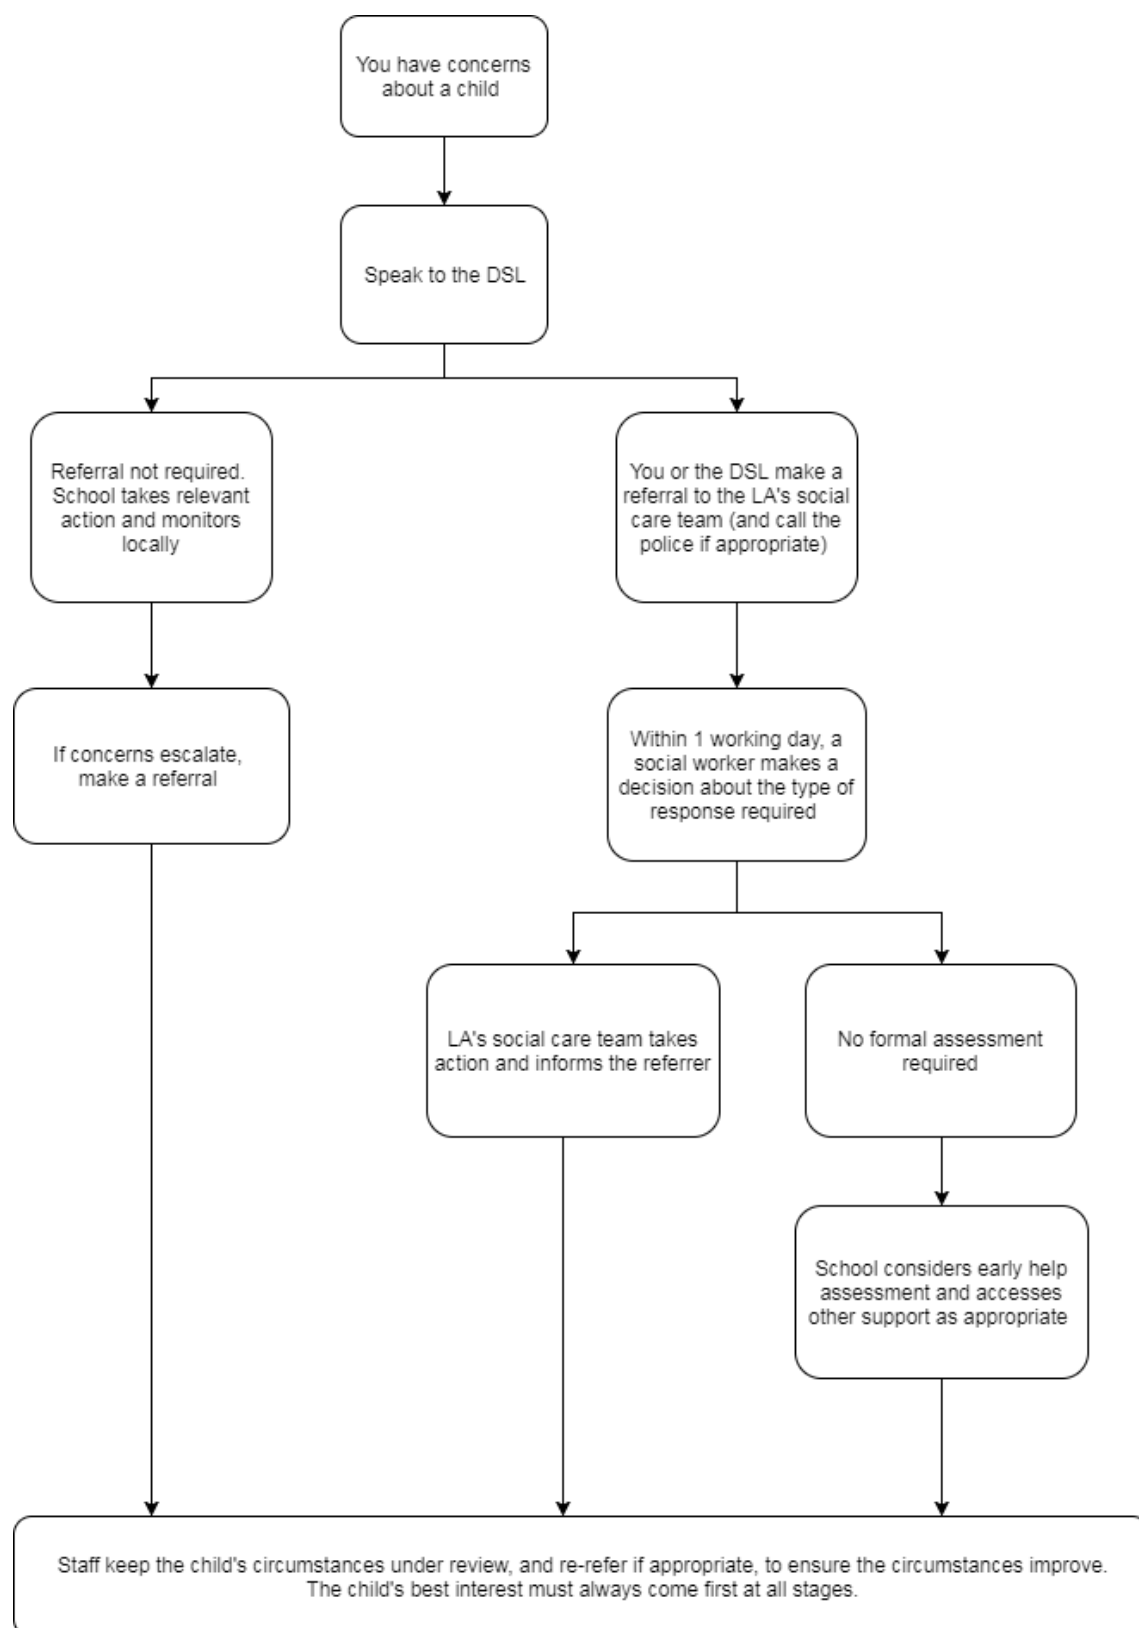 You have concerns
about a child
Speak to the DSL
Referral not required.
School takes relevant
action and monitors
locally
You or the DSL make a
referral to the LA's social
care team (and call the
police if appropriate)
If concerns escalate,
make a referral
Within 1 working day, a
social worker makes a
decision about the type of
response required
LA's social care team takes
action and informs the referrer
No formal assessment
required
School considers early help
assessment and accesses
other support as appropriate
Staff keep the child's circumstances under review, and re-refer if appropriate, to ensure the circumstances improve.
The child's best interest must always come first at all stages.